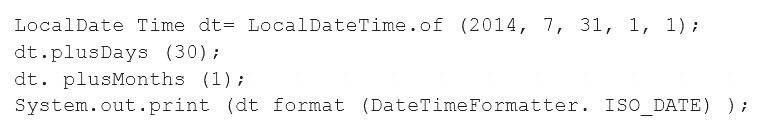 LocalDate Time dt= LocalDateTime.of (2014, 7, 31, 1, 1);
dt.plusDays (30);
dt. plusMonths (1);
System.out.print (dt format (DateTimeFormatter. ISO_DATE) );